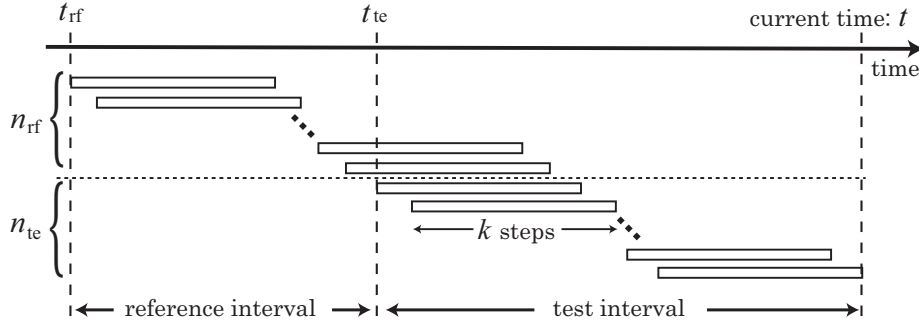 t_rf t_te current time: t
time
n_rf
n_te
k steps
reference interval test interval